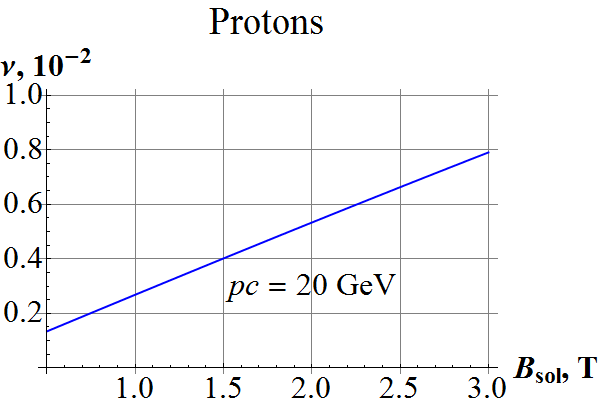 Protons
ν, 10⁻²
1.0
0.8
0.6
0.4
0.2
pc = 20 GeV
1.0 1.5 2.0 2.5 3.0
B_sol, T